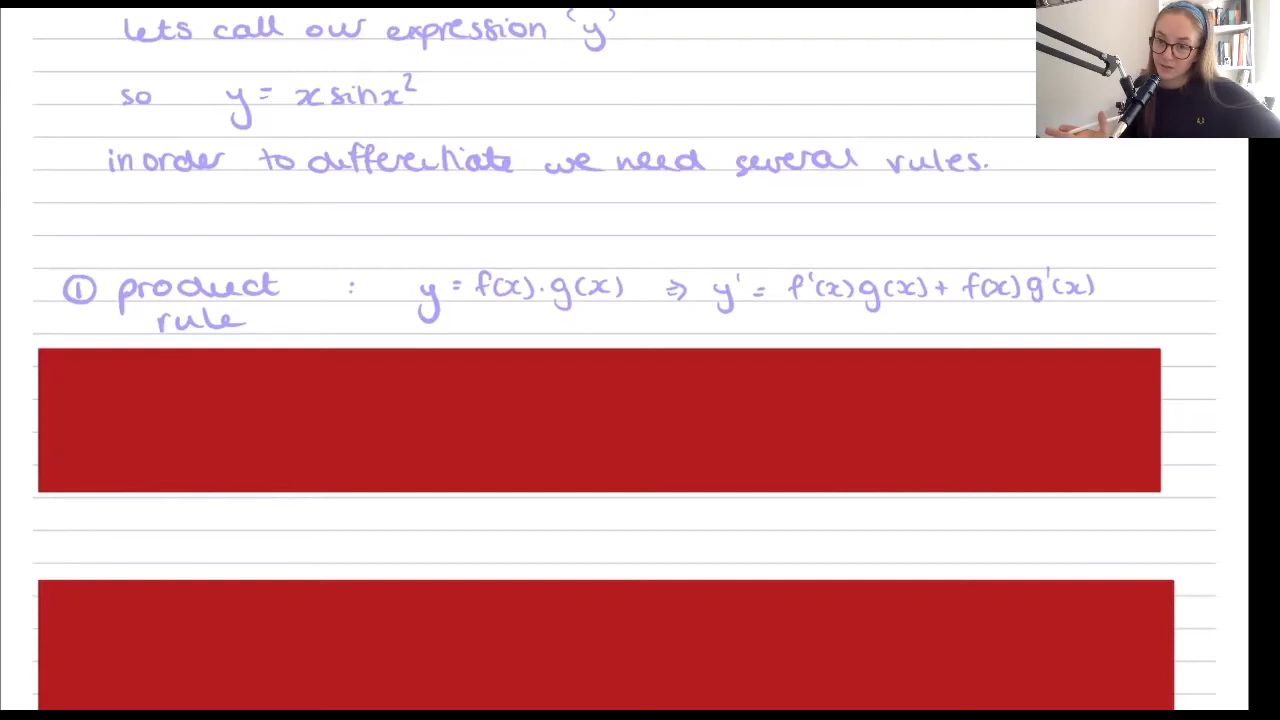 lets call our expression 'y'
so y = x sin x²
in order to differentiate we need several rules.
① product rule : y = f(x) · g(x) ⇒ y' = f'(x)g(x) + f(x)g'(x)